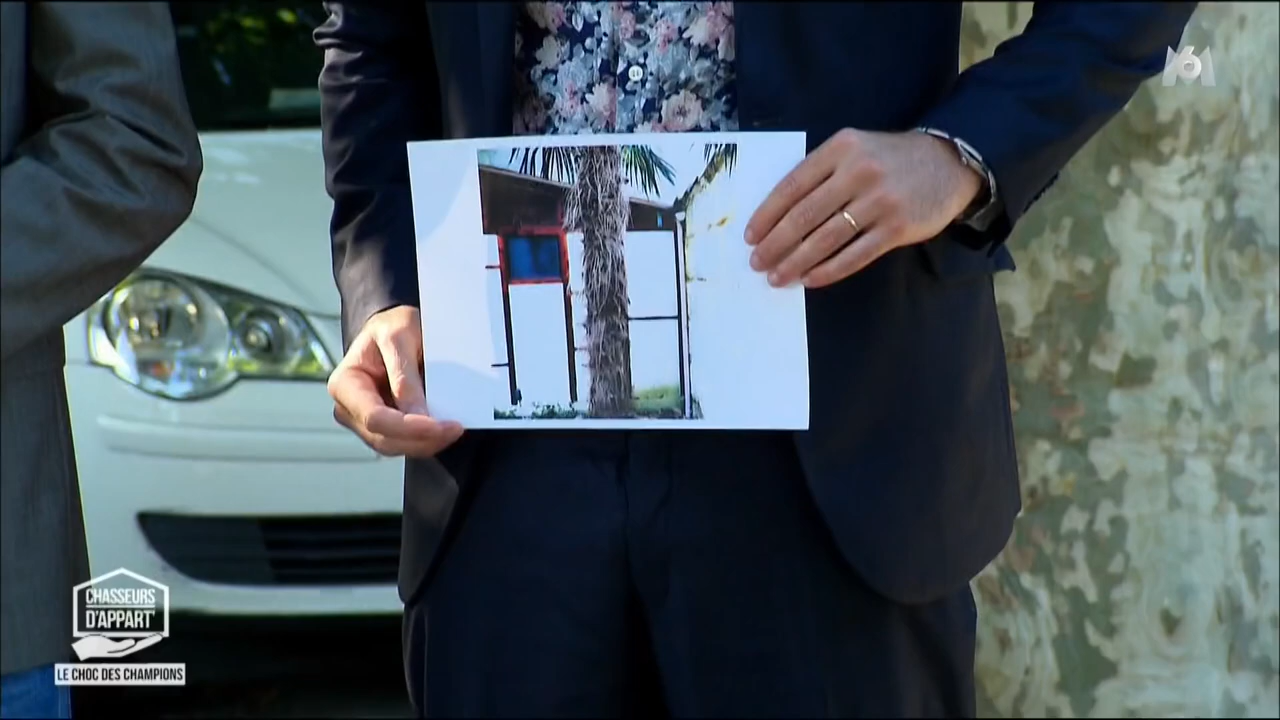 M6
CHASSEURS
D'APPART'
LE CHOC DES CHAMPIONS